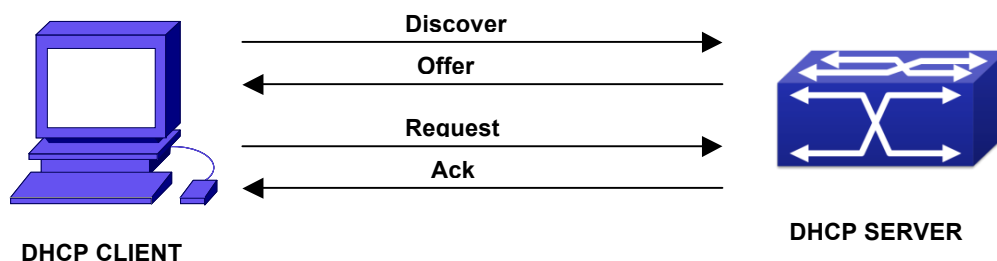 Discover
Offer
Request
Ack
DHCP CLIENT
DHCP SERVER